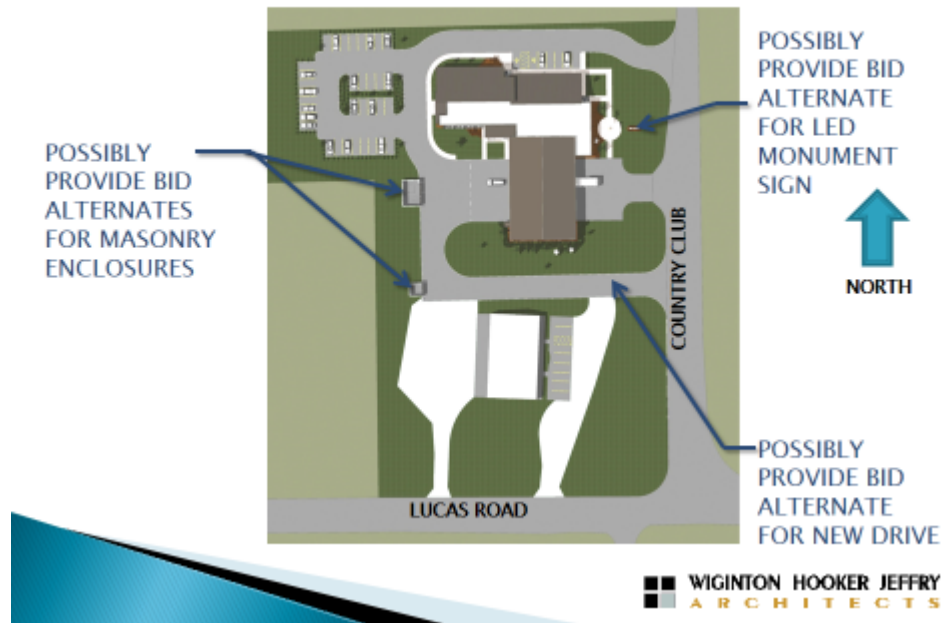 POSSIBLY
PROVIDE BID
ALTERNATE
FOR LED
MONUMENT
SIGN
POSSIBLY
PROVIDE BID
ALTERNATES
FOR MASONRY
ENCLOSURES
NORTH
COUNTRY CLUB
POSSIBLY
PROVIDE BID
ALTERNATE
FOR NEW DRIVE
LUCAS ROAD
WIGINTON HOOKER JEFFRY
ARCHITECTS